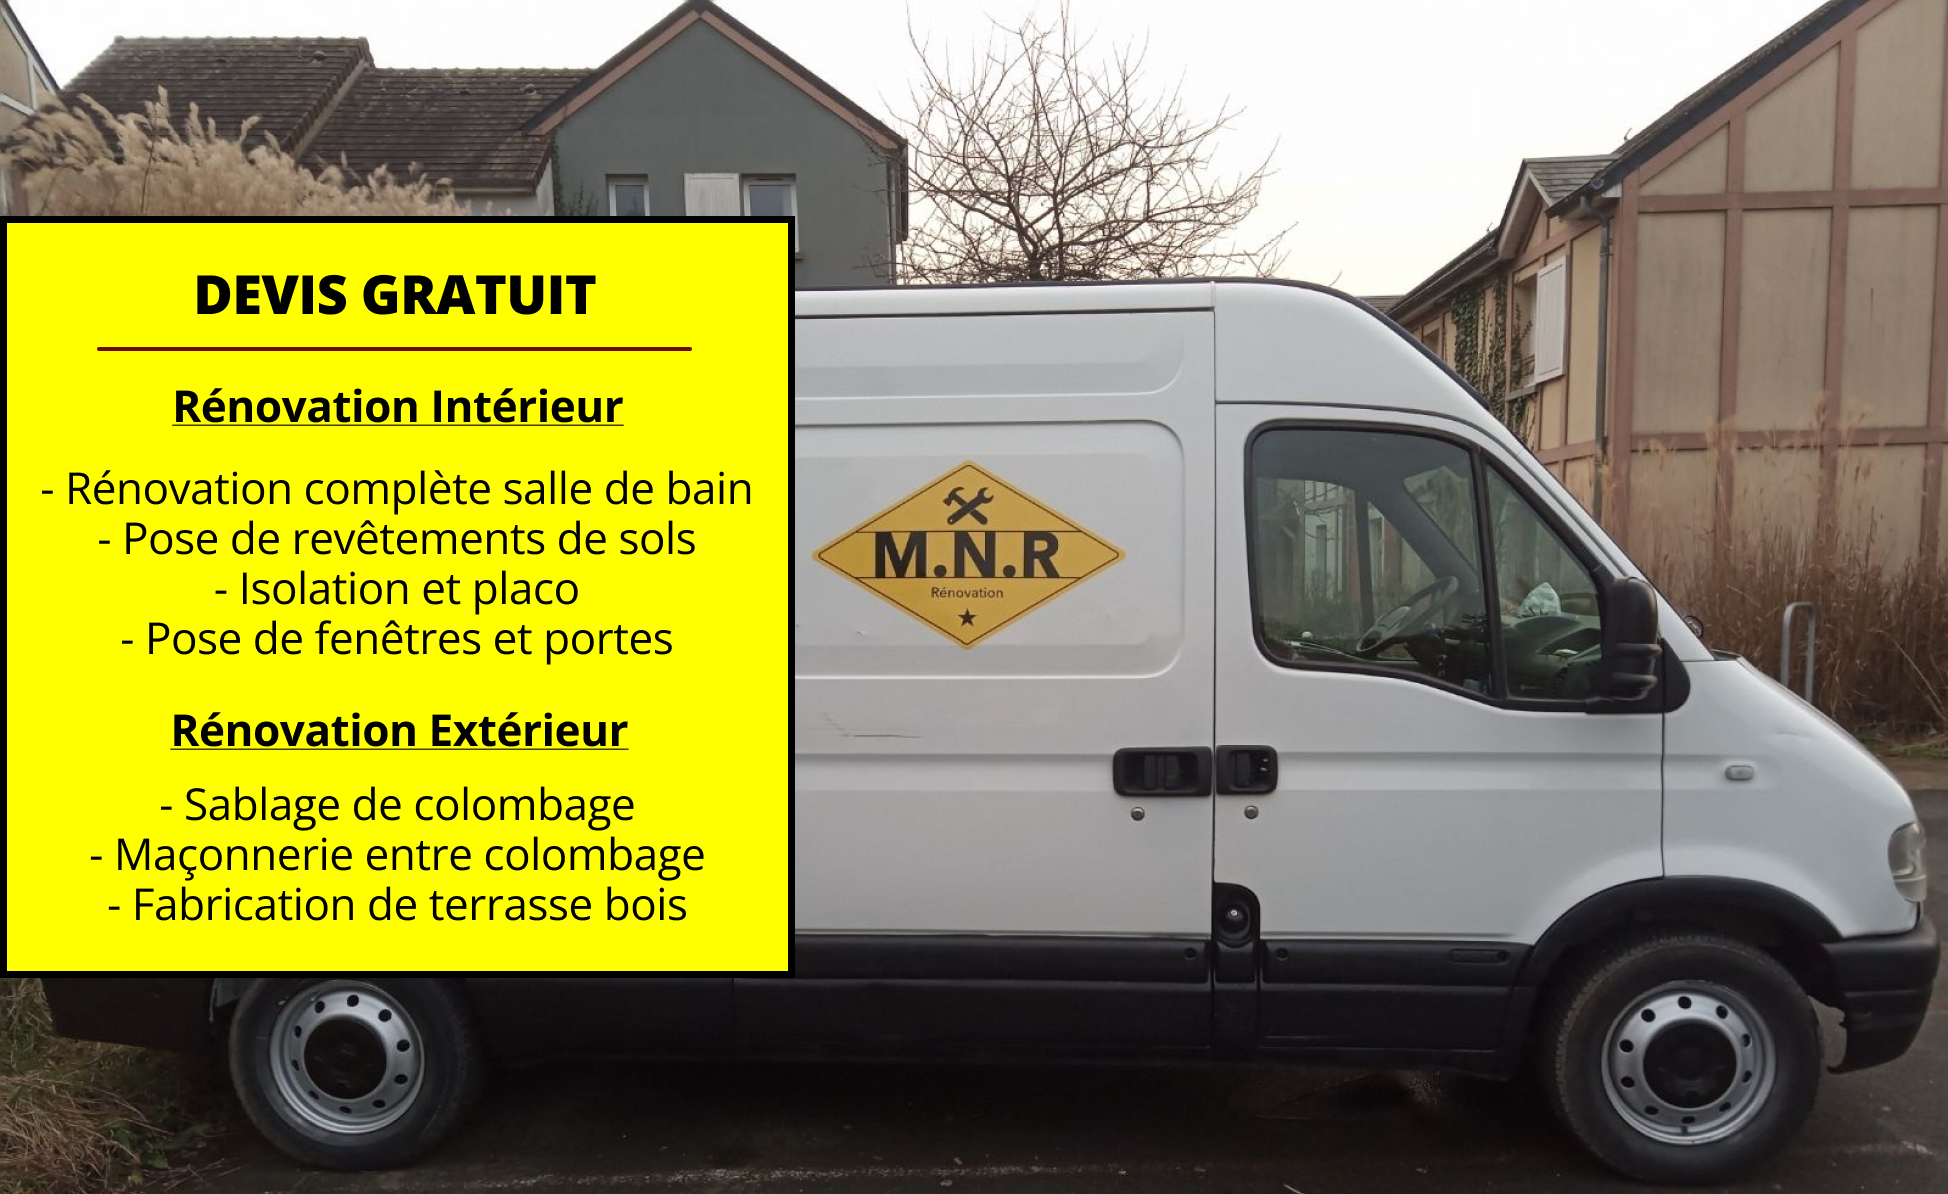 DEVIS GRATUIT
Rénovation Intérieur
- Rénovation complète salle de bain
- Pose de revêtements de sols
- Isolation et placo
- Pose de fenêtres et portes
Rénovation Extérieur
- Sablage de colombage
- Maçonnerie entre colombage
- Fabrication de terrasse bois
M.N.R
Rénovation